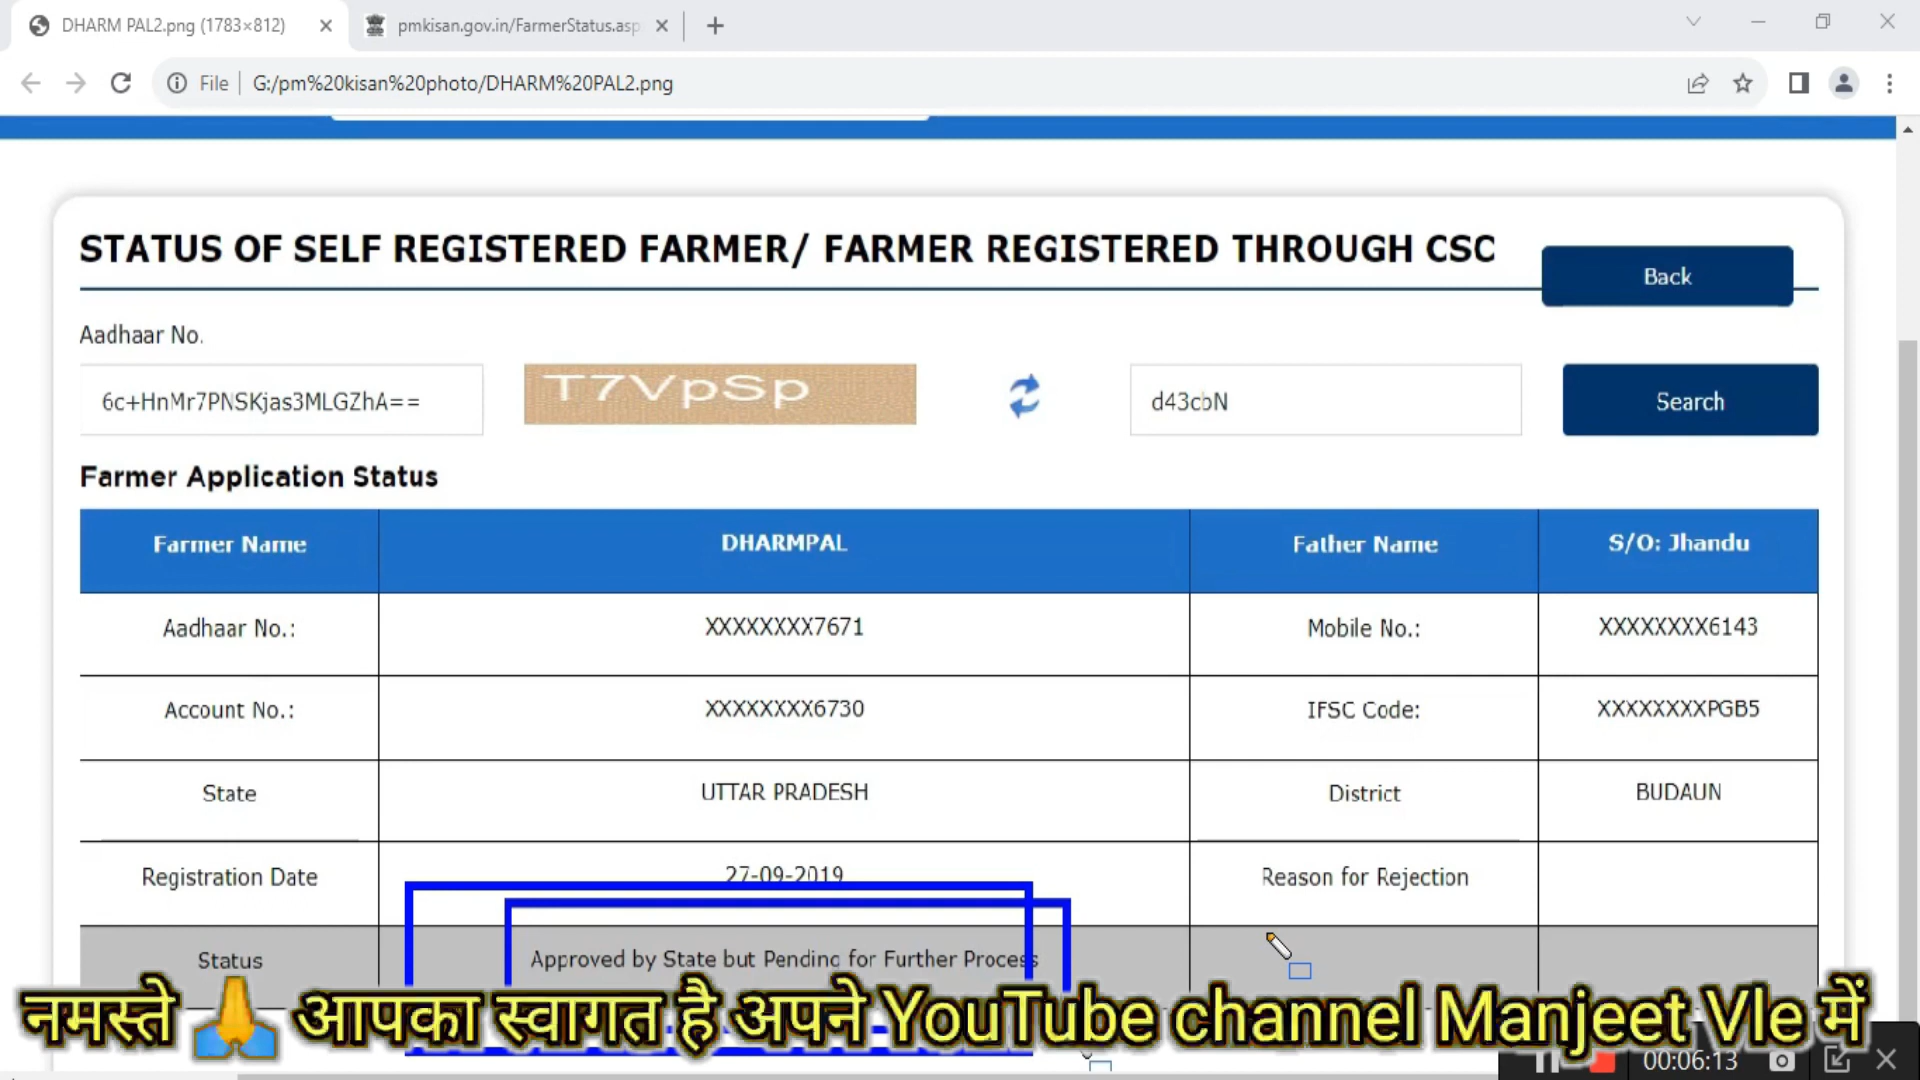 DHARM PAL2.png (1783×812)
pmkisan.gov.in/FarmerStatus.asp
File G:/pm%20kisan%20photo/DHARM%20PAL2.png
STATUS OF SELF REGISTERED FARMER/ FARMER REGISTERED THROUGH CSC
Back
Aadhaar No.
6c+HnMr7PNSKjas3MLGZhA==
T7VpSp
d43cbN
Search
Farmer Application Status
Farmer Name DHARMPAL Father Name S/O: Jhandu
Aadhaar No.: XXXXXXXX7671 Mobile No.: XXXXXXXX6143
Account No.: XXXXXXXX6730 IFSC Code: XXXXXXXXPGB5
State UTTAR PRADESH District BUDAUN
Registration Date 27-09-2019 Reason for Rejection
Status Approved by State but Pending for Further Process
नमस्ते 🙏 आपका स्वागत है अपने YouTube channel Manjeet Vle में
00:06:13